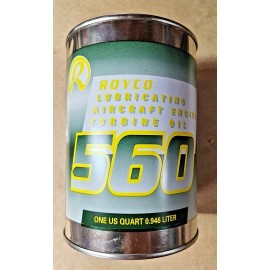 R
ROYCO
LUBRICATING
AIRCRAFT ENGINE
TURBINE OIL
560
ONE US QUART 0.946 LITER